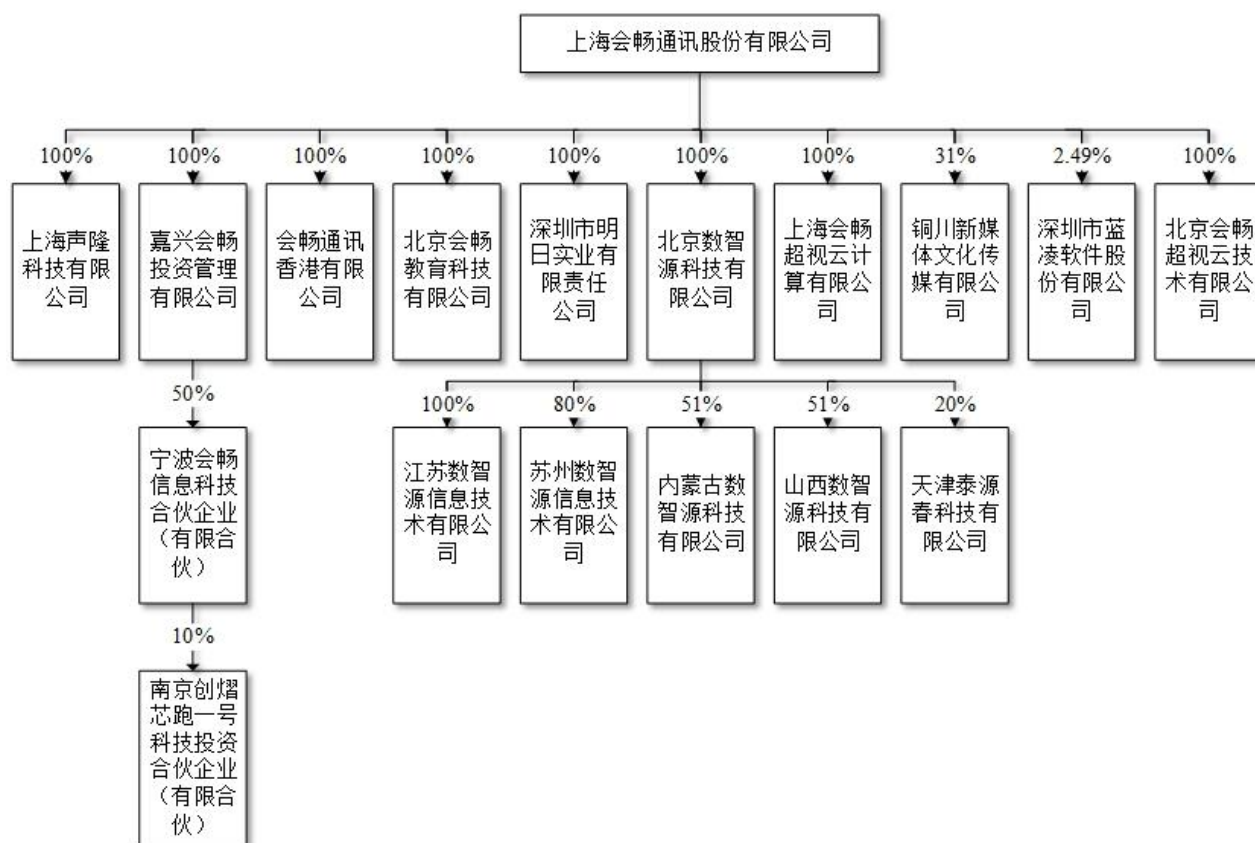 上海会畅通讯股份有限公司
100%
100%
100%
100%
100%
100%
100%
31%
2.49%
100%
上海声隆
科技有限
公司
嘉兴会畅
投资管理
有限公司
会畅通讯
香港有限
公司
北京会畅
教育科技
有限公司
深圳市明
日实业有
限责任
公司
北京数智
源科技有
限公司
上海会畅
超视云计
算有限公
司
铜川新媒
体文化传
媒有限公
司
深圳市蓝
凌软件股
份有限公
司
北京会畅
超视云技
术有限公
司
50%
100%
80%
51%
51%
20%
宁波会畅
信息科技
合伙企业
（有限合
伙）
江苏数智
源信息技
术有限公
司
苏州数智
源信息技
术有限公
司
内蒙古数
智源科技
有限公司
山西数智
源科技有
限公司
天津泰源
春科技有
限公司
10%
南京创熠
芯跑一号
科技投资
合伙企业
（有限合
伙）